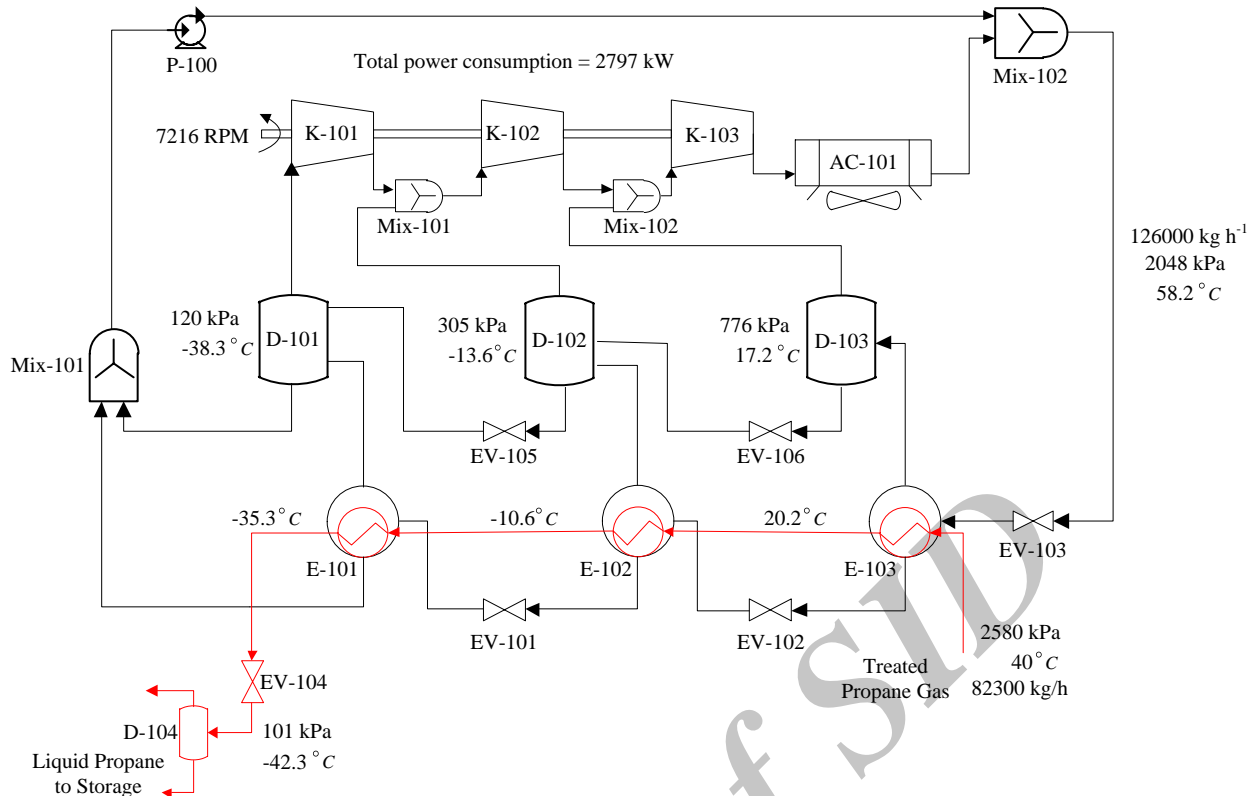 P-100
Total power consumption = 2797 kW
Mix-102
7216 RPM
K-101
K-102
K-103
AC-101
Mix-101
Mix-102
126000 kg h⁻¹
2048 kPa
58.2°C
120 kPa
-38.3°C
D-101
305 kPa
-13.6°C
D-102
776 kPa
17.2°C
D-103
Mix-101
EV-105
EV-106
-35.3°C
-10.6°C
20.2°C
EV-103
E-101
E-102
E-103
EV-101
EV-102
2580 kPa
40°C
82300 kg/h
Treated
Propane Gas
EV-104
D-104
101 kPa
-42.3°C
Liquid Propane
to Storage
f SID